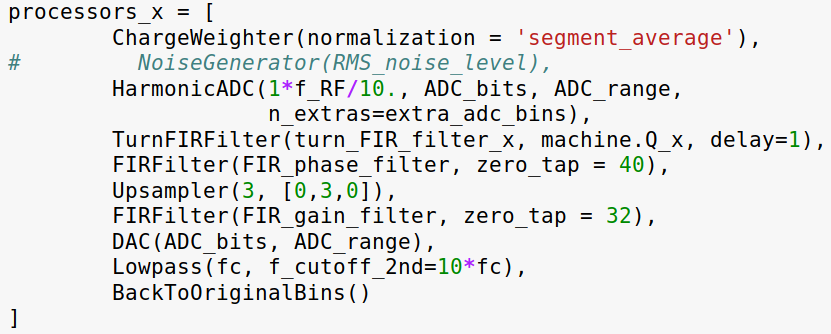 processors_x = [
        ChargeWeighter(normalization = 'segment_average'),
#         NoiseGenerator(RMS_noise_level),
        HarmonicADC(1*f_RF/10., ADC_bits, ADC_range,
                    n_extras=extra_adc_bins),
        TurnFIRFilter(turn_FIR_filter_x, machine.Q_x, delay=1),
        FIRFilter(FIR_phase_filter, zero_tap = 40),
        Upsampler(3, [0,3,0]),
        FIRFilter(FIR_gain_filter, zero_tap = 32),
        DAC(ADC_bits, ADC_range),
        Lowpass(fc, f_cutoff_2nd=10*fc),
        BackToOriginalBins()
]